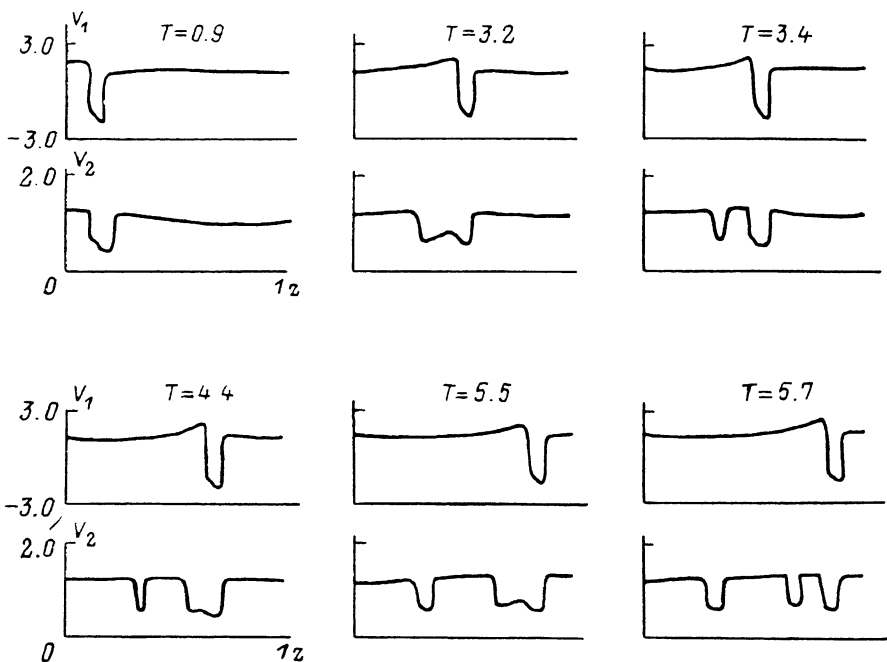 V₁ T=0.9 T=3.2 T=3.4
3.0
-3.0
V₂
2.0
0 1 z
V₁ T=4 4 T=5.5 T=5.7
3.0
-3.0
V₂
2.0
0 1 z